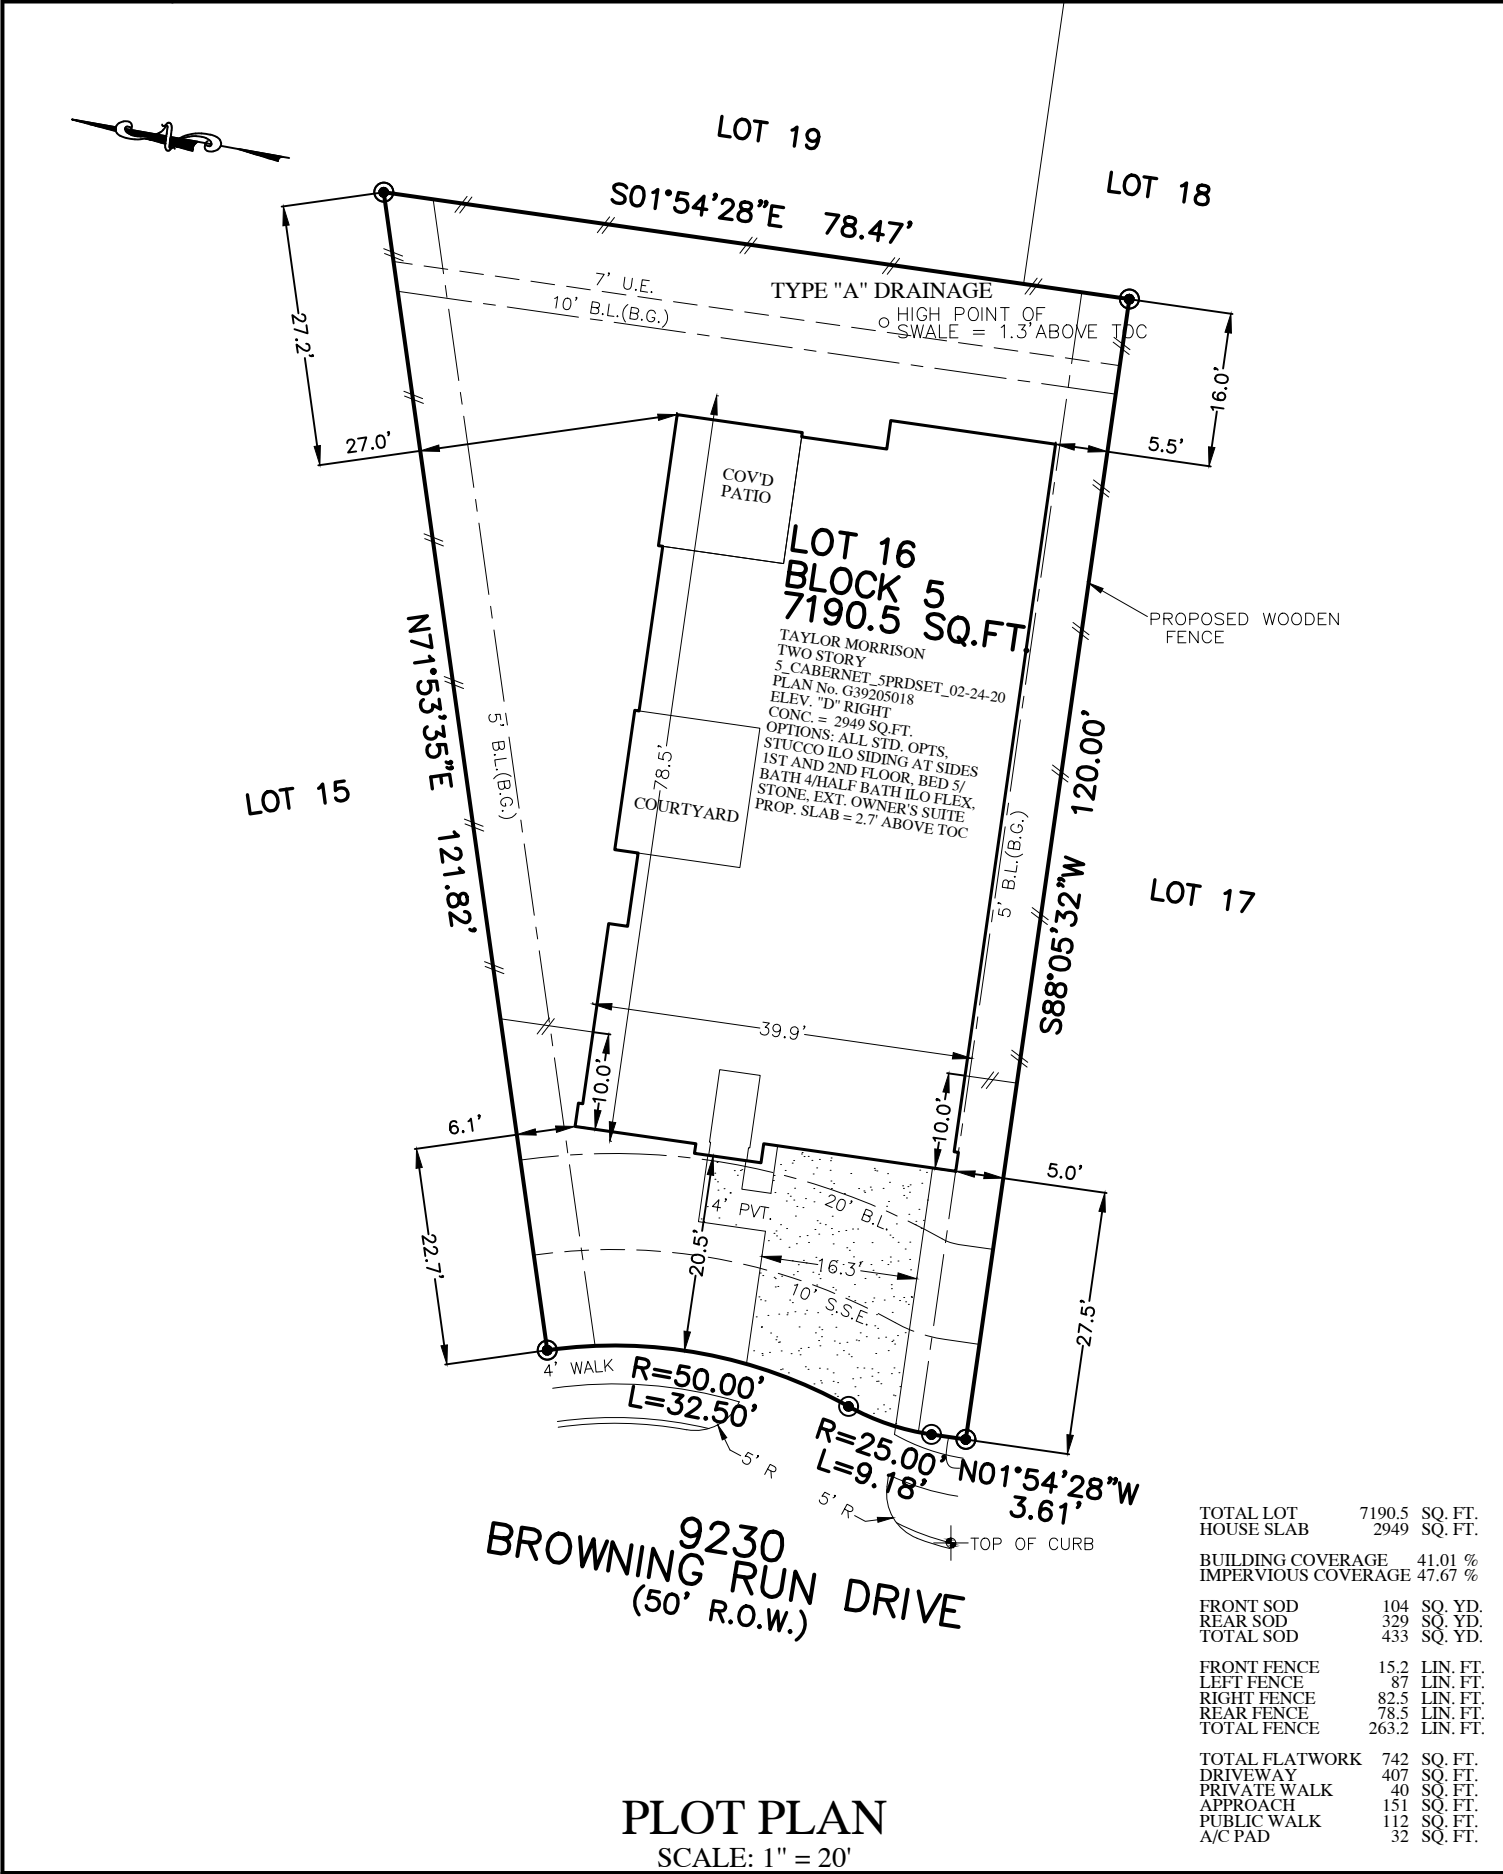 LOT 19
LOT 18
S01°54'28"E 78.47'
7' U.E.
10' B.L.(B.G.)
TYPE "A" DRAINAGE
HIGH POINT OF
SWALE = 1.3'ABOVE TOC
27.2'
16.0'
27.0'
5.5'
COV'D
PATIO
LOT 16
BLOCK 5
7190.5 SQ.FT.
TAYLOR MORRISON
TWO STORY
5_CABERNET_5PRDSET_02-24-20
PLAN No. G39205018
ELEV. "D" RIGHT
CONC. = 2949 SQ.FT.
OPTIONS: ALL STD. OPTS,
STUCCO ILO SIDING AT SIDES
1ST AND 2ND FLOOR, BED 5/
BATH 4/HALF BATH ILO FLEX,
STONE, EXT. OWNER'S SUITE
PROP. SLAB = 2.7' ABOVE TOC
PROPOSED WOODEN
FENCE
N71°53'35"E 121.82'
5' B.L.(B.G.)
78.5'
COURTYARD
LOT 15
S88°05'32"W 120.00'
5' B.L.(B.G.)
LOT 17
39.9'
10.0'
10.0'
6.1'
5.0'
4' PVT.
20' B.L.
22.7'
20.5'
16.3'
10' S.S.E.
27.5'
4' WALK
R=50.00'
L=32.50'
R=25.00'
L=9.18'
N01°54'28"W
3.61'
5' R
5' R
TOP OF CURB
9230
BROWNING RUN DRIVE
(50' R.O.W.)
TOTAL LOT 7190.5 SQ. FT.
HOUSE SLAB 2949 SQ. FT.
BUILDING COVERAGE 41.01 %
IMPERVIOUS COVERAGE 47.67 %
FRONT SOD 104 SQ. YD.
REAR SOD 329 SQ. YD.
TOTAL SOD 433 SQ. YD.
FRONT FENCE 15.2 LIN. FT.
LEFT FENCE 87 LIN. FT.
RIGHT FENCE 82.5 LIN. FT.
REAR FENCE 78.5 LIN. FT.
TOTAL FENCE 263.2 LIN. FT.
TOTAL FLATWORK 742 SQ. FT.
DRIVEWAY 407 SQ. FT.
PRIVATE WALK 40 SQ. FT.
APPROACH 151 SQ. FT.
PUBLIC WALK 112 SQ. FT.
A/C PAD 32 SQ. FT.
PLOT PLAN
SCALE: 1" = 20'